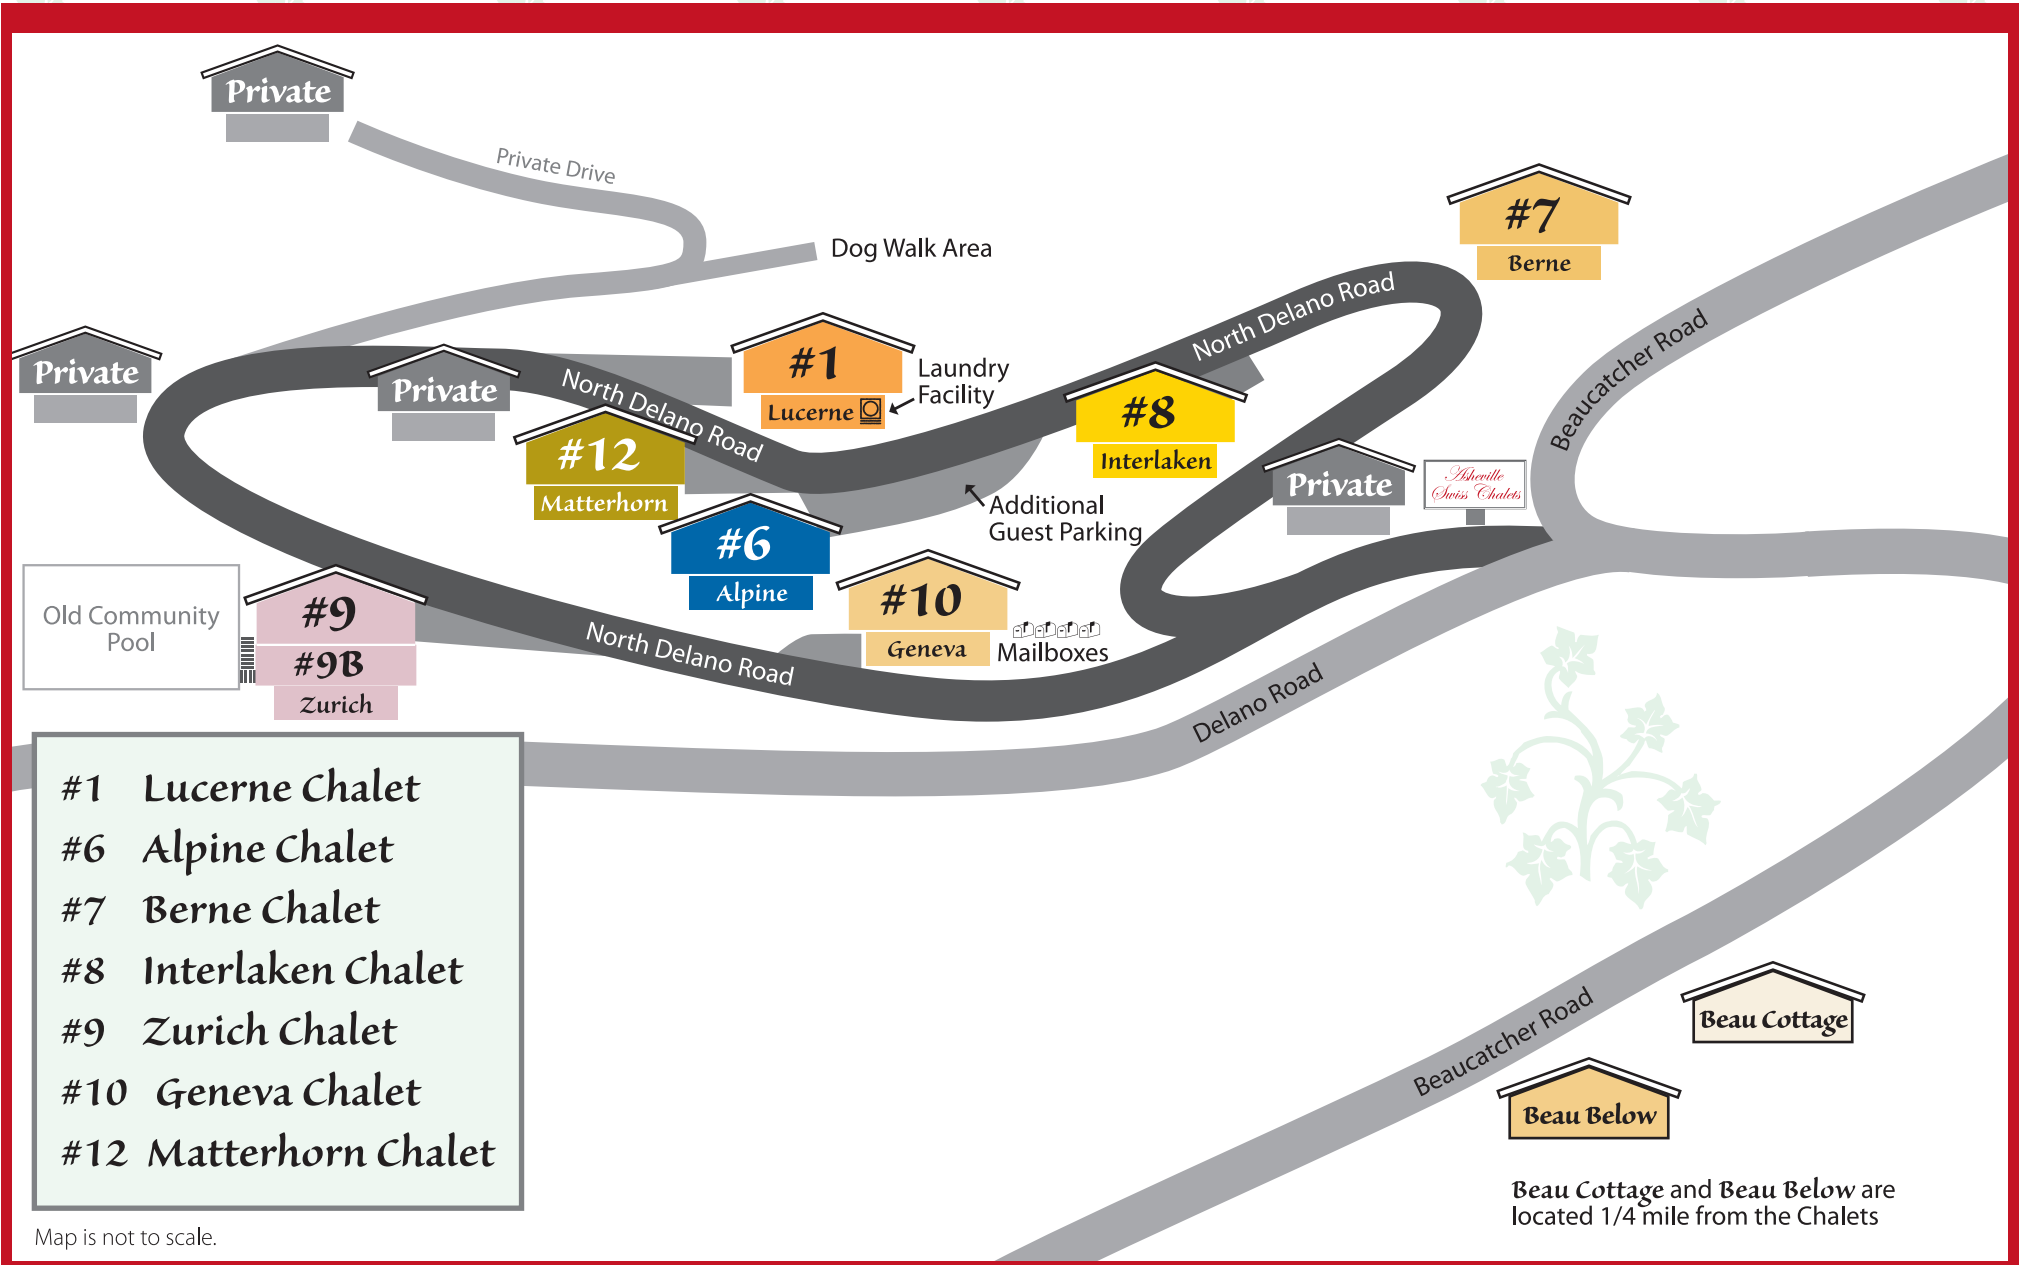 Private
Private Drive
Dog Walk Area
#7
Berne
North Delano Road
Beaucatcher Road
Private
Private
North Delano Road
#1
Lucerne
Laundry
Facility
#8
Interlaken
#12
Matterhorn
Private
Asheville
Swiss Chalets
Additional
Guest Parking
#6
Alpine
#10
Geneva
Mailboxes
Old Community
Pool
#9
#9B
Zurich
North Delano Road
Delano Road
#1 Lucerne Chalet
#6 Alpine Chalet
#7 Berne Chalet
#8 Interlaken Chalet
#9 Zurich Chalet
#10 Geneva Chalet
#12 Matterhorn Chalet
Beaucatcher Road
Beau Cottage
Beau Below
Beau Cottage and Beau Below are
located 1/4 mile from the Chalets
Map is not to scale.